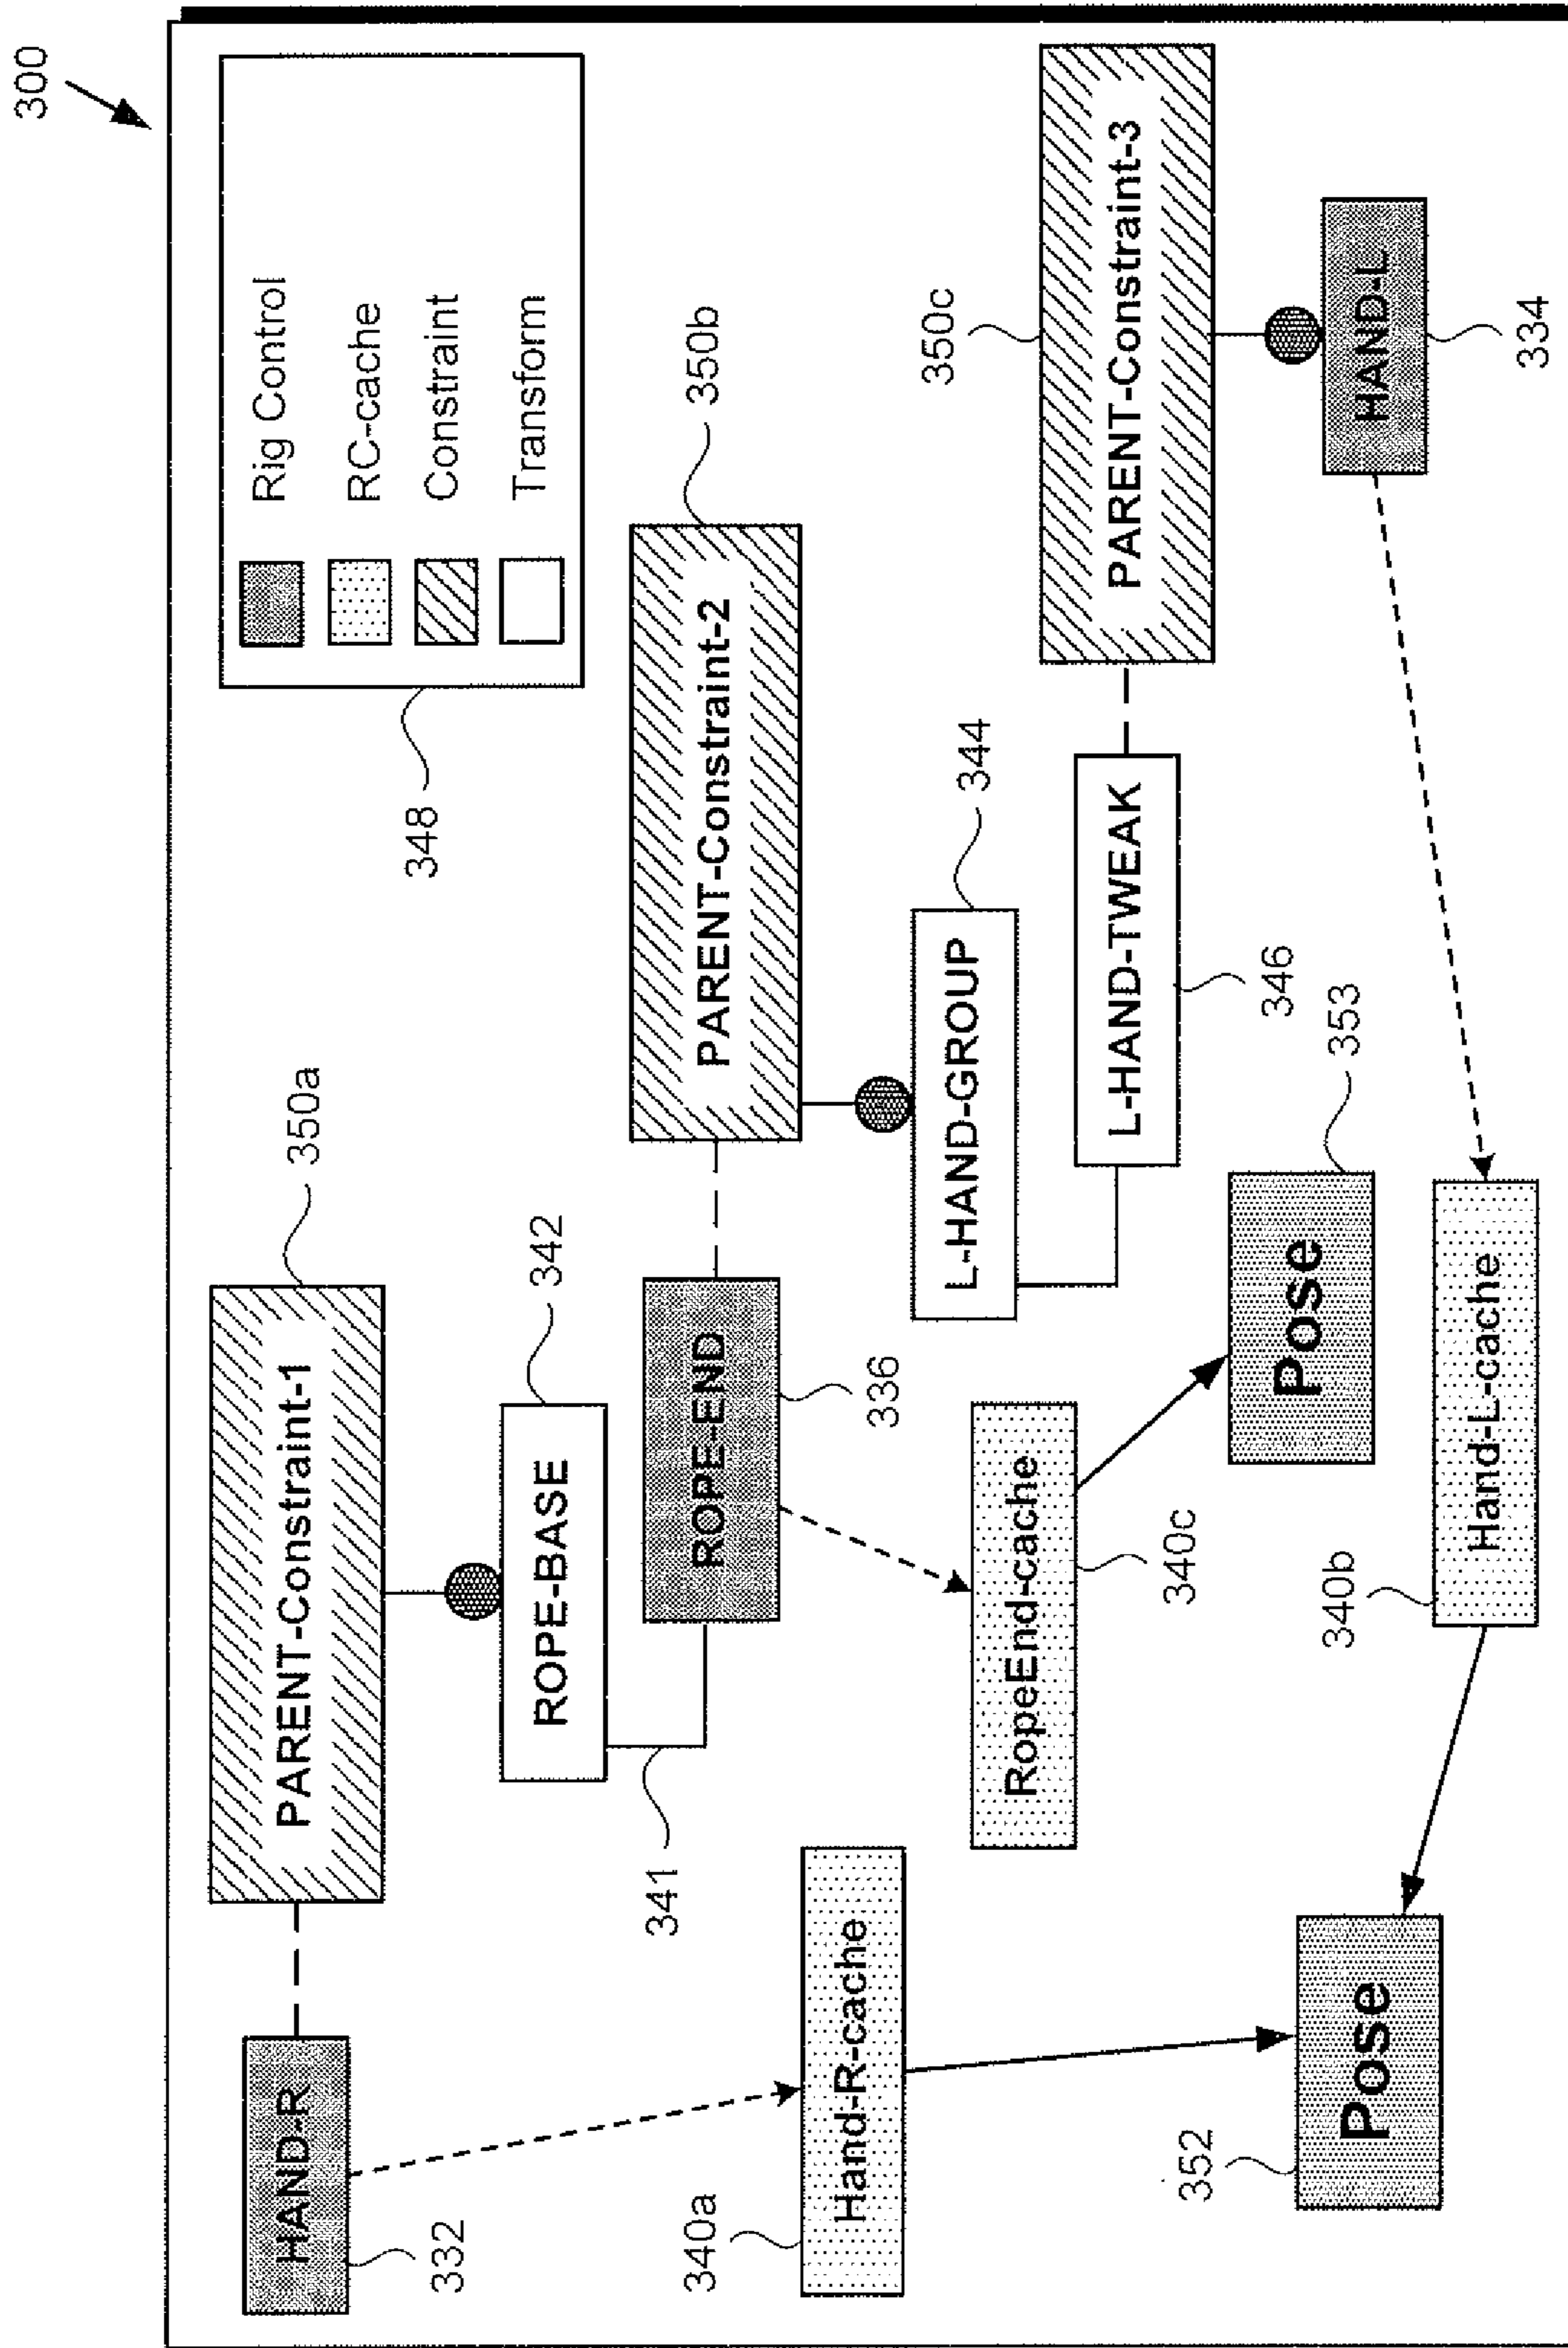 300
Rig Control
RC-cache
Constraint
Transform
348
350a
PARENT-Constraint-1
HAND-R
332
342
ROPE-BASE
341
350b
PARENT-Constraint-2
ROPE-END
336
344
L-HAND-GROUP
350c
PARENT-Constraint-3
L-HAND-TWEAK
346
HAND-L
334
340a
Hand-R-cache
RopeEnd-cache
340c
353
Pose
352
Pose
340b
Hand-L-cache